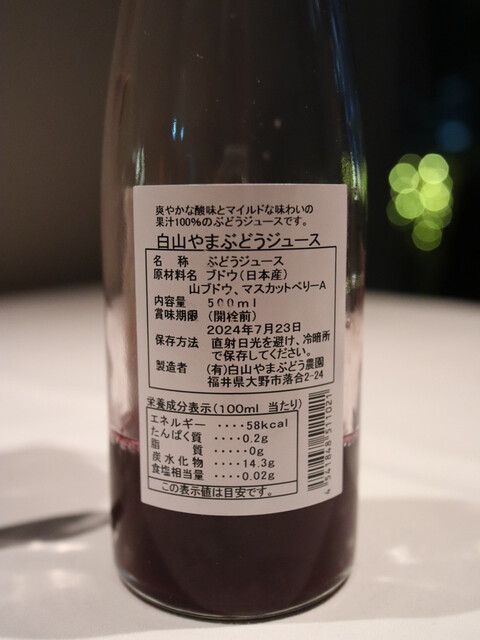 爽やかな酸味とマイルドな味わいの
果汁100%のぶどうジュースです。
白山やまぶどうジュース
名 称 ぶどうジュース
原材料名 ブドウ(日本産)
山ブドウ、マスカットベリーA
内容量 500ml
賞味期限 (開栓前)
2024年7月23日
保存方法 直射日光を避け、冷暗所
で保存してください。
製造者 (有)白山やまぶどう農園
福井県大野市落合2-24
栄養成分表示(100ml 当たり)
エネルギー ····58kcal
たんぱく質 ····0.2g
脂 質 ····0g
炭水化物 ····14.3g
食塩相当量 ····0.02g
この表示値は目安です。
4 541848 511021